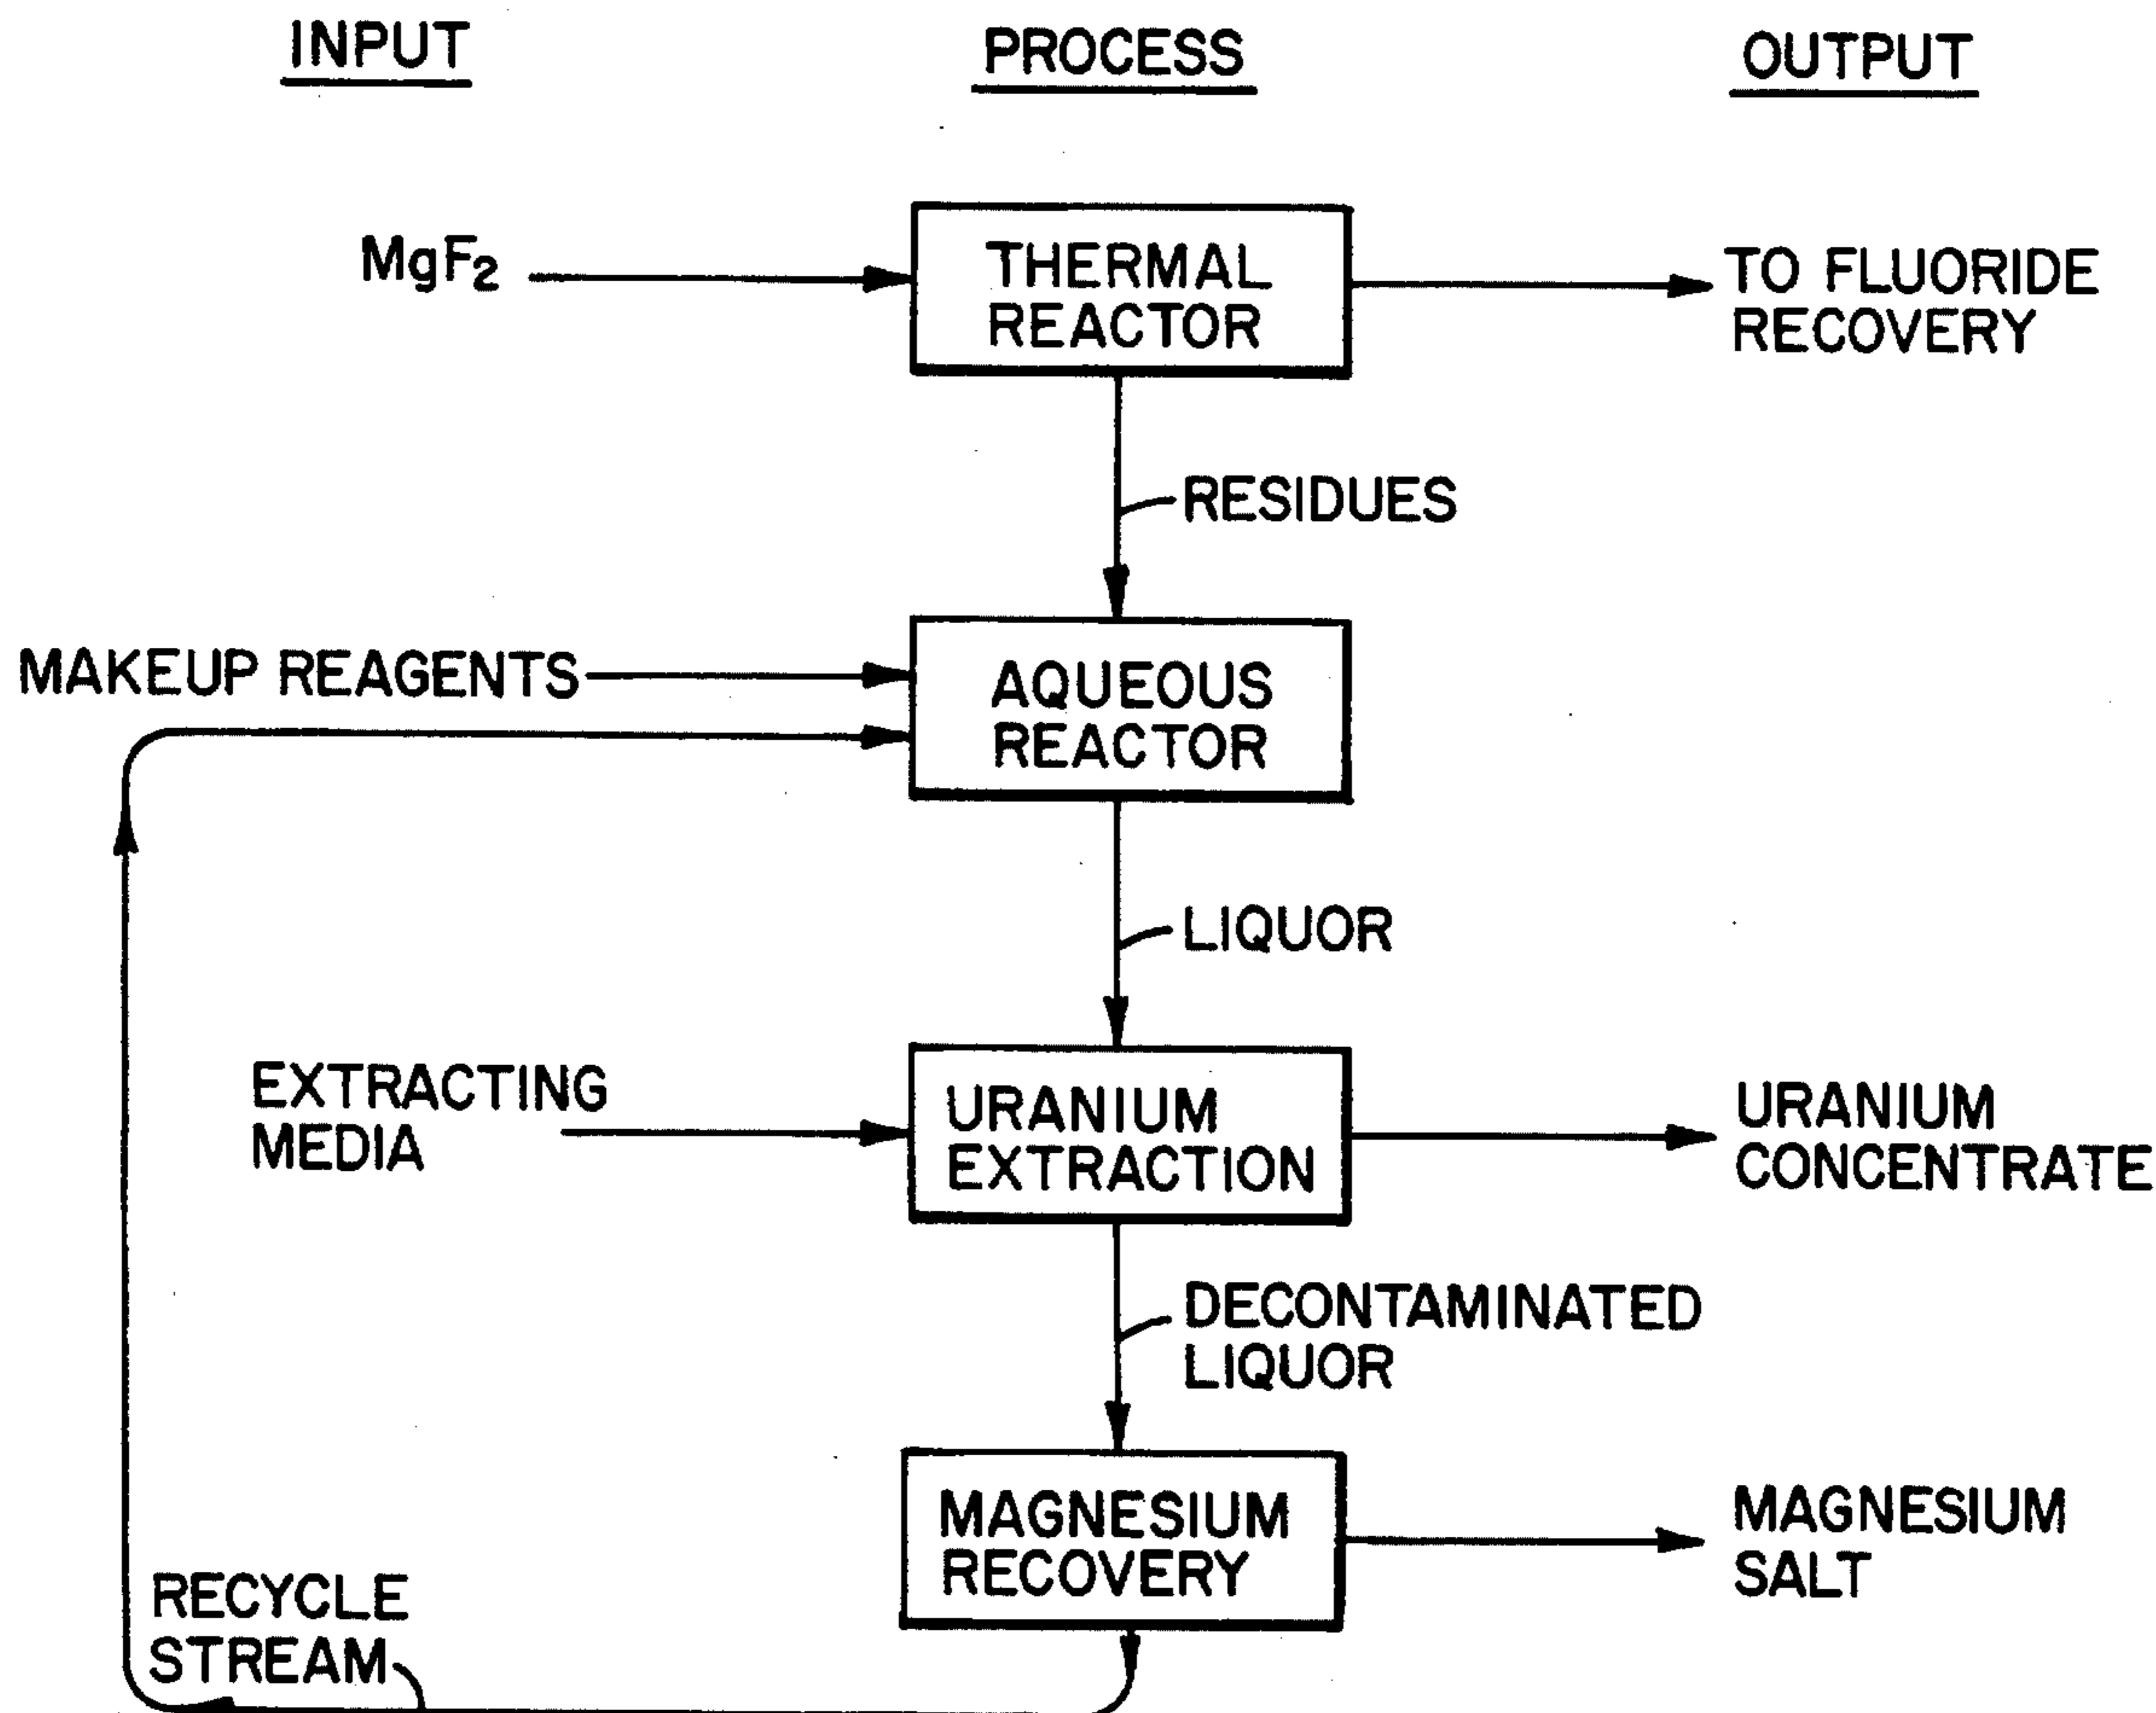 INPUT
PROCESS
OUTPUT
MgF2
THERMAL
REACTOR
TO FLUORIDE
RECOVERY
RESIDUES
MAKEUP REAGENTS
AQUEOUS
REACTOR
LIQUOR
EXTRACTING
MEDIA
URANIUM
EXTRACTION
URANIUM
CONCENTRATE
DECONTAMINATED
LIQUOR
MAGNESIUM
RECOVERY
MAGNESIUM
SALT
RECYCLE
STREAM